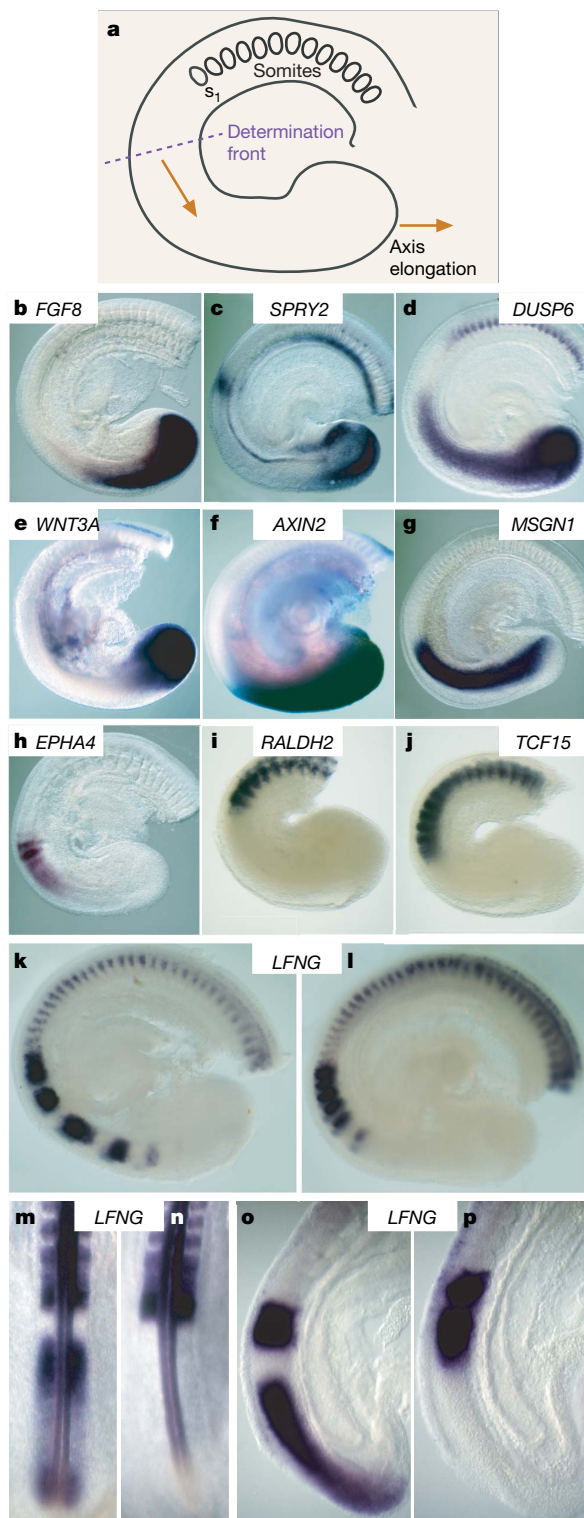 a
Somites
s1
Determination
front
Axis
elongation
b FGF8
c SPRY2
d DUSP6
e WNT3A
f AXIN2
g MSGN1
h EPHA4
i RALDH2
j TCF15
k LFNG l
m LFNG n
o LFNG p